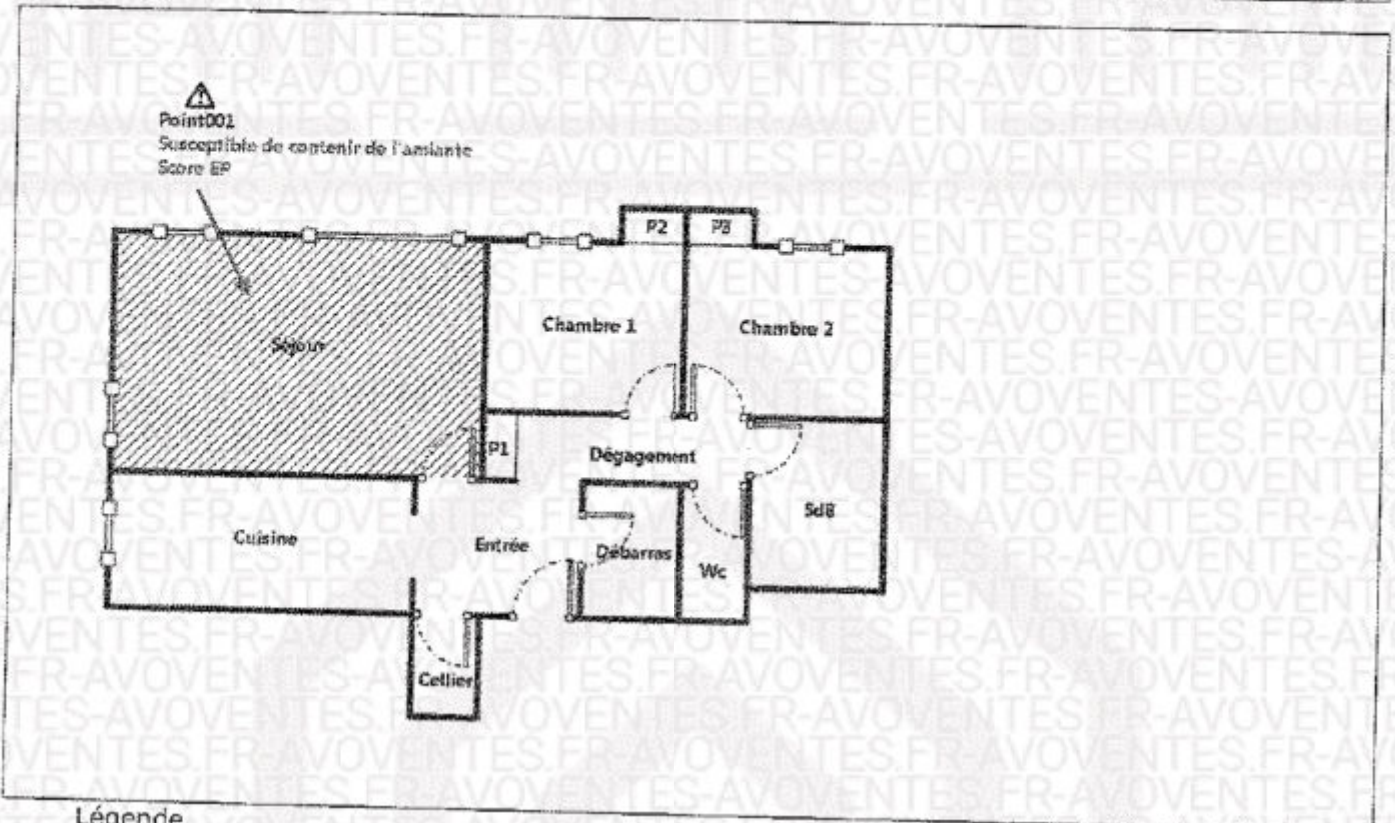 Point001
Susceptible de contenir de l'amiante
Score EP
P2
P3
Chambre 1
Chambre 2
Séjour
P1
Dégagement
SdB
Cuisine
Entrée
Débarras
Wc
Cellier
Légende